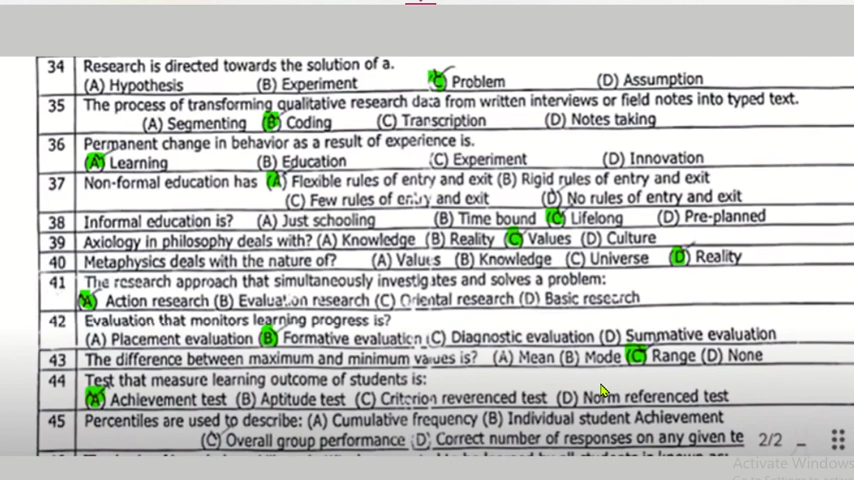 34 Research is directed towards the solution of a.
(A) Hypothesis (B) Experiment (C) Problem (D) Assumption
35 The process of transforming qualitative research data from written interviews or field notes into typed text.
(A) Segmenting (B) Coding (C) Transcription (D) Notes taking
36 Permanent change in behavior as a result of experience is.
(A) Learning (B) Education (C) Experiment (D) Innovation
37 Non-formal education has (A) Flexible rules of entry and exit (B) Rigid rules of entry and exit
(C) Few rules of entry and exit (D) No rules of entry and exit
38 Informal education is? (A) Just schooling (B) Time bound (C) Lifelong (D) Pre-planned
39 Axiology in philosophy deals with? (A) Knowledge (B) Reality (C) Values (D) Culture
40 Metaphysics deals with the nature of? (A) Values (B) Knowledge (C) Universe (D) Reality
41 The research approach that simultaneously investigates and solves a problem:
(A) Action research (B) Evaluation research (C) Oriental research (D) Basic research
42 Evaluation that monitors learning progress is?
(A) Placement evaluation (B) Formative evaluation (C) Diagnostic evaluation (D) Summative evaluation
43 The difference between maximum and minimum values is? (A) Mean (B) Mode (C) Range (D) None
44 Test that measure learning outcome of students is:
(A) Achievement test (B) Aptitude test (C) Criterion reverenced test (D) Norm referenced test
45 Percentiles are used to describe: (A) Cumulative frequency (B) Individual student Achievement
(C) Overall group performance (D) Correct number of responses on any given te 2/2
Activate Windows